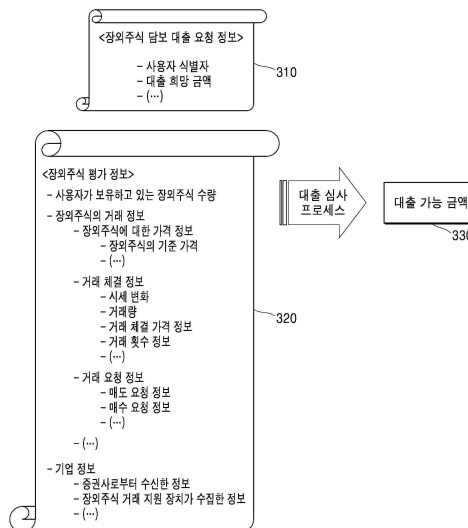 <장외주식 담보 대출 요청 정보>
- 사용자 식별자
- 대출 희망 금액
- (···)
310
<장외주식 평가 정보>
- 사용자가 보유하고 있는 장외주식 수량
- 장외주식의 거래 정보
- 장외주식에 대한 가격 정보
- 장외주식의 기준 가격
- (···)
- 거래 체결 정보
- 시세 변화
- 거래량
- 거래 체결 가격 정보
- 거래 횟수 정보
- (···)
- 거래 요청 정보
- 매도 요청 정보
- 매수 요청 정보
- (···)
- (···)
- 기업 정보
- 증권사로부터 수신한 정보
- 장외주식 거래 지원 장치가 수집한 정보
- (···)
320
대출 심사
프로세스
대출 가능 금액
330